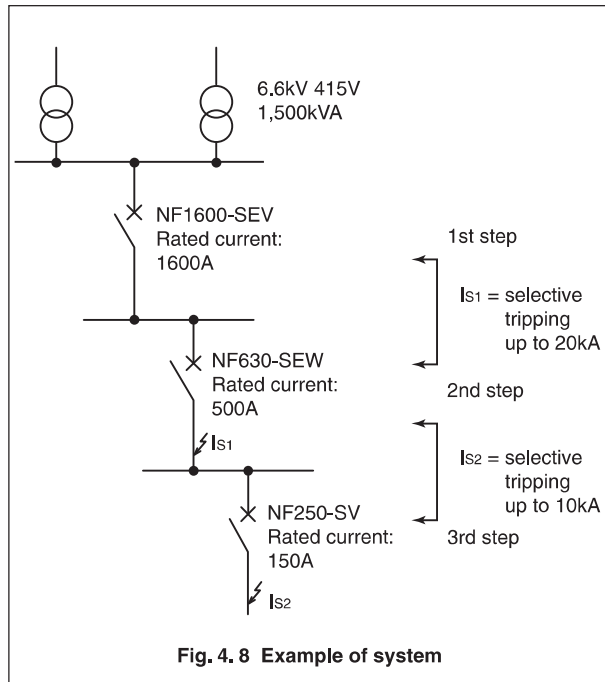 6.6kV 415V
1,500kVA
NF1600-SEV
Rated current:
1600A
1st step
IS1 = selective
tripping
up to 20kA
NF630-SEW
Rated current:
500A
2nd step
IS1
IS2 = selective
tripping
up to 10kA
NF250-SV
Rated current:
150A
3rd step
IS2
Fig. 4. 8 Example of system